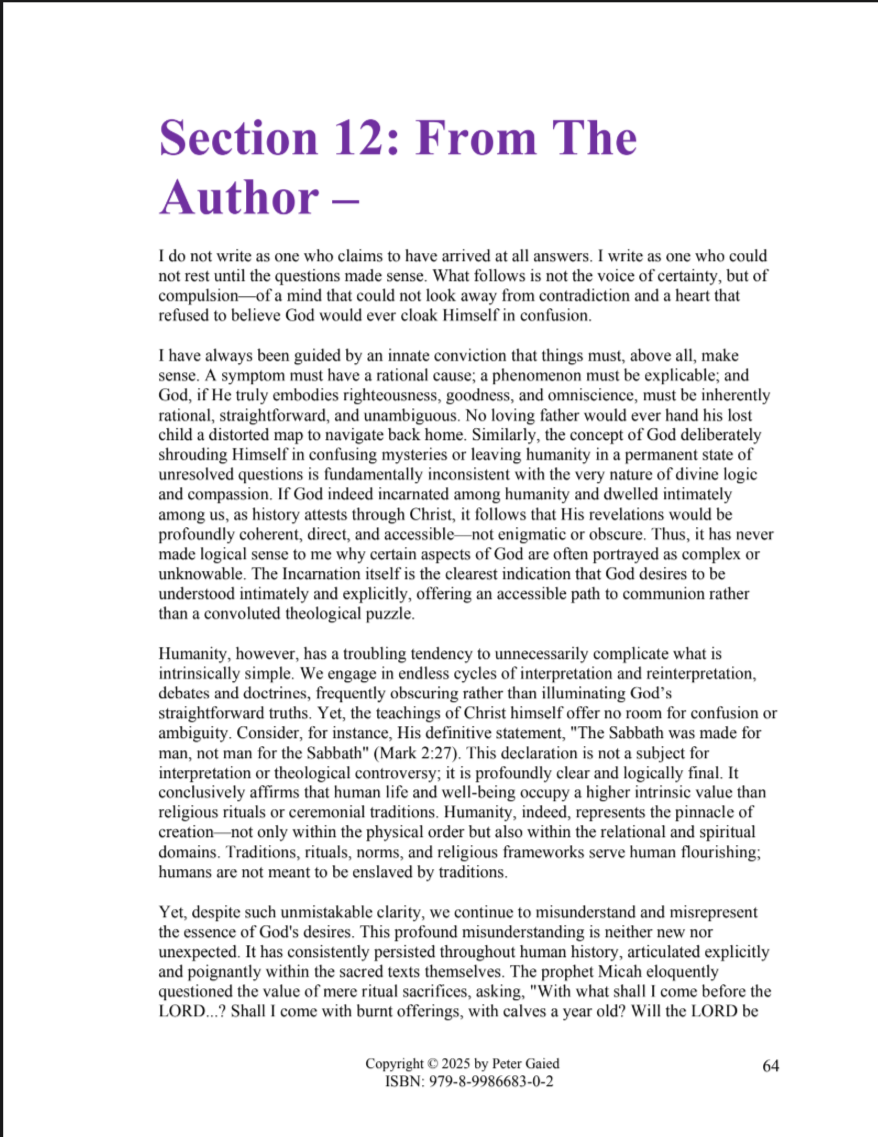 Section 12: From The
Author –
I do not write as one who claims to have arrived at all answers. I write as one who could
not rest until the questions made sense. What follows is not the voice of certainty, but of
compulsion—of a mind that could not look away from contradiction and a heart that
refused to believe God would ever cloak Himself in confusion.
I have always been guided by an innate conviction that things must, above all, make
sense. A symptom must have a rational cause; a phenomenon must be explicable; and
God, if He truly embodies righteousness, goodness, and omniscience, must be inherently
rational, straightforward, and unambiguous. No loving father would ever hand his lost
child a distorted map to navigate back home. Similarly, the concept of God deliberately
shrouding Himself in confusing mysteries or leaving humanity in a permanent state of
unresolved questions is fundamentally inconsistent with the very nature of divine logic
and compassion. If God indeed incarnated among humanity and dwelled intimately
among us, as history attests through Christ, it follows that His revelations would be
profoundly coherent, direct, and accessible—not enigmatic or obscure. Thus, it has never
made logical sense to me why certain aspects of God are often portrayed as complex or
unknowable. The Incarnation itself is the clearest indication that God desires to be
understood intimately and explicitly, offering an accessible path to communion rather
than a convoluted theological puzzle.
Humanity, however, has a troubling tendency to unnecessarily complicate what is
intrinsically simple. We engage in endless cycles of interpretation and reinterpretation,
debates and doctrines, frequently obscuring rather than illuminating God’s
straightforward truths. Yet, the teachings of Christ himself offer no room for confusion or
ambiguity. Consider, for instance, His definitive statement, "The Sabbath was made for
man, not man for the Sabbath" (Mark 2:27). This declaration is not a subject for
interpretation or theological controversy; it is profoundly clear and logically final. It
conclusively affirms that human life and well-being occupy a higher intrinsic value than
religious rituals or ceremonial traditions. Humanity, indeed, represents the pinnacle of
creation—not only within the physical order but also within the relational and spiritual
domains. Traditions, rituals, norms, and religious frameworks serve human flourishing;
humans are not meant to be enslaved by traditions.
Yet, despite such unmistakable clarity, we continue to misunderstand and misrepresent
the essence of God's desires. This profound misunderstanding is neither new nor
unexpected. It has consistently persisted throughout human history, articulated explicitly
and poignantly within the sacred texts themselves. The prophet Micah eloquently
questioned the value of mere ritual sacrifices, asking, "With what shall I come before the
LORD...? Shall I come with burnt offerings, with calves a year old? Will the LORD be
Copyright © 2025 by Peter Gaied
ISBN: 979-8-9986683-0-2
64